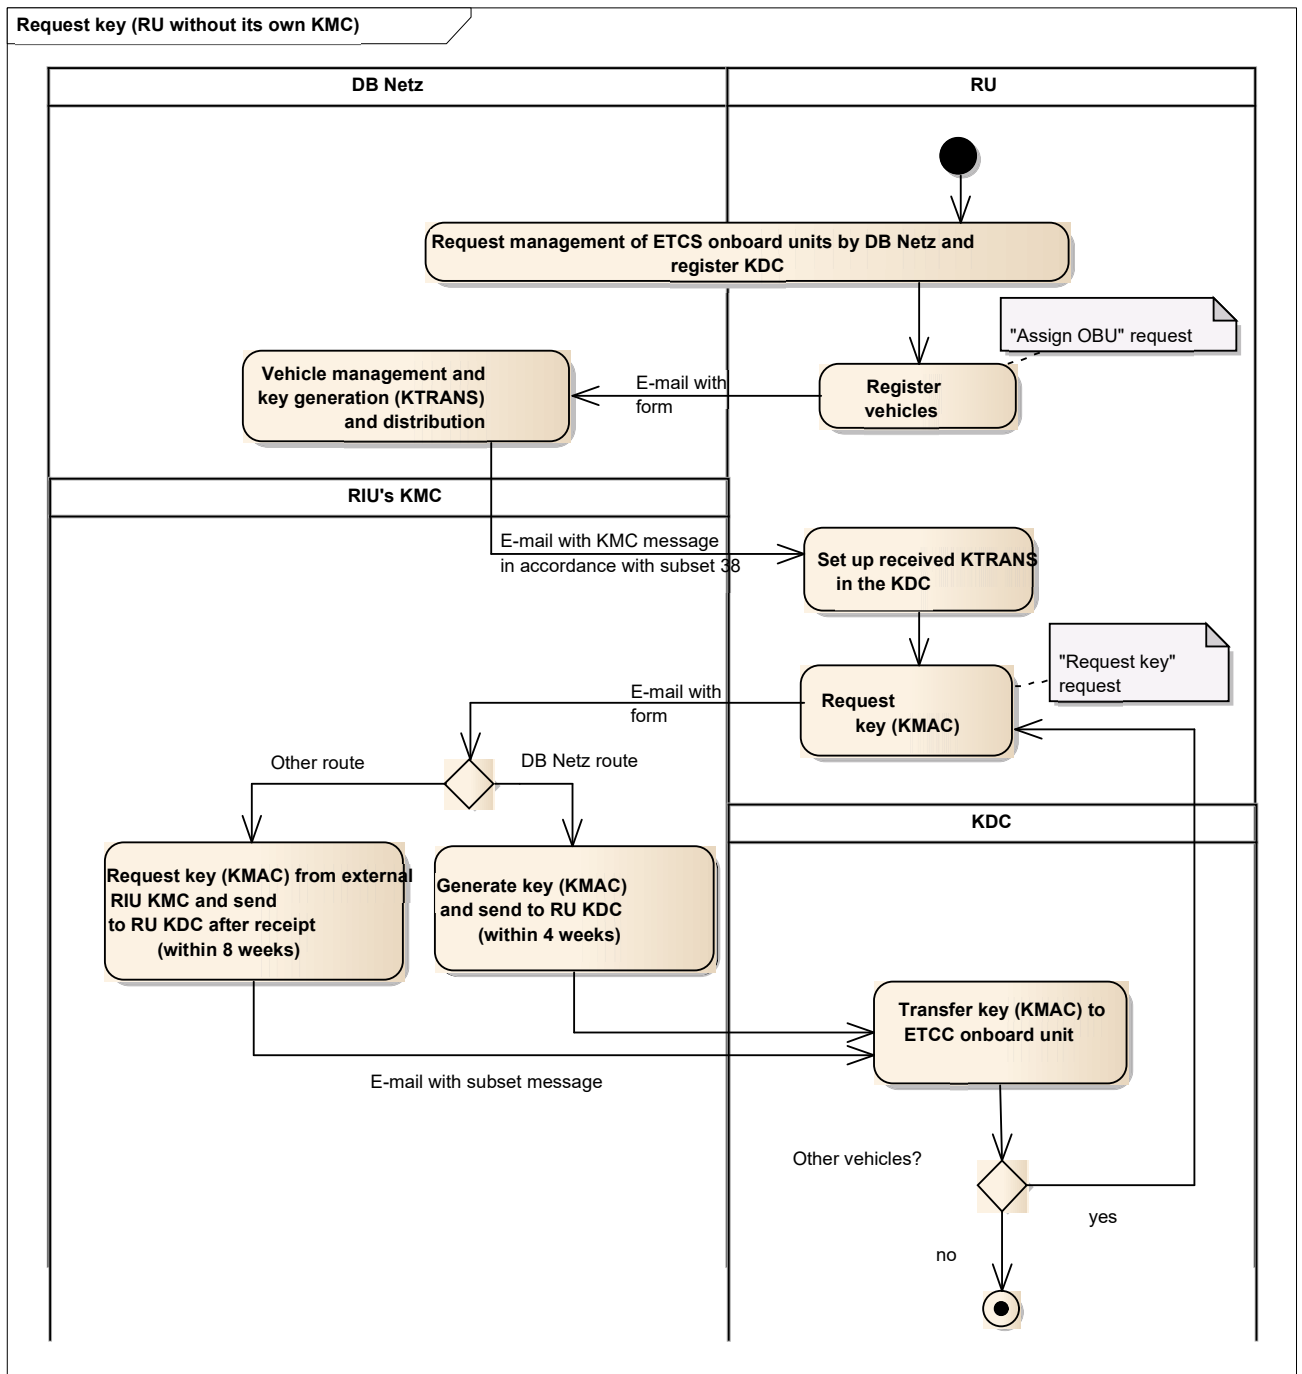 Request key (RU without its own KMC)
DB Netz
RU
Request management of ETCS onboard units by DB Netz and
register KDC
"Assign OBU" request
Vehicle management and
key generation (KTRANS)
and distribution
E-mail with
form
Register
vehicles
RIU's KMC
E-mail with KMC message
in accordance with subset 38
Set up received KTRANS
in the KDC
"Request key"
request
E-mail with
form
Request
key (KMAC)
Other route
DB Netz route
KDC
Request key (KMAC) from external
RIU KMC and send
to RU KDC after receipt
(within 8 weeks)
Generate key (KMAC)
and send to RU KDC
(within 4 weeks)
Transfer key (KMAC) to
ETCC onboard unit
E-mail with subset message
Other vehicles?
yes
no